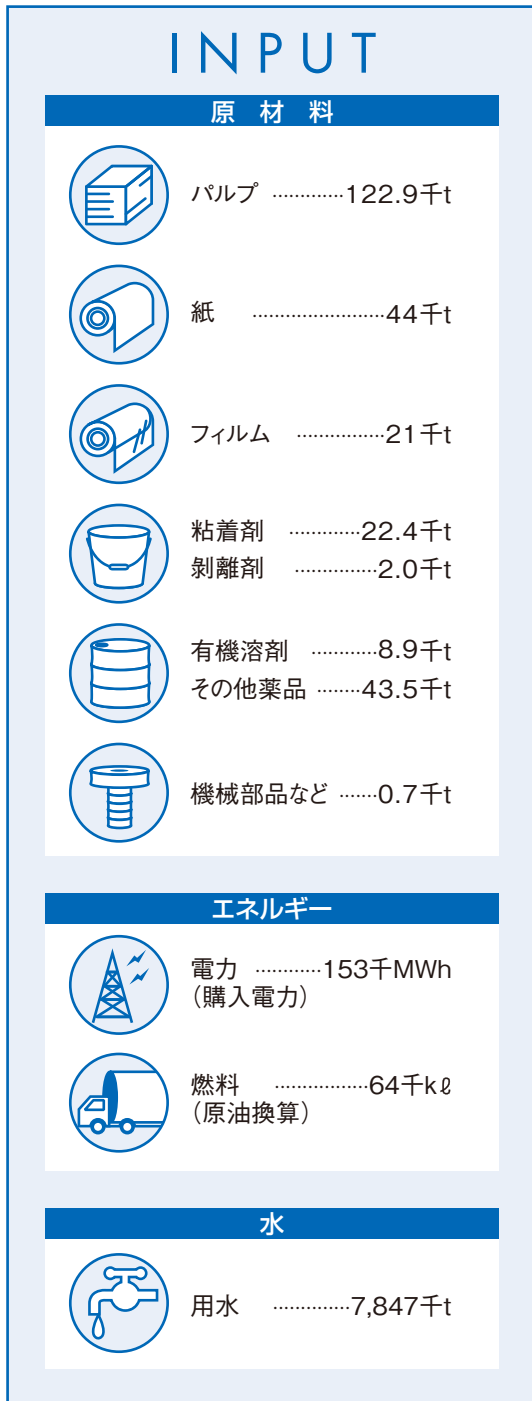 INPUT
原材料
パルプ ………… 122.9千t
紙 ………… 44千t
フィルム ………… 21千t
粘着剤 ………… 22.4千t
剝離剤 ………… 2.0千t
有機溶剤 ………… 8.9千t
その他薬品 ……… 43.5千t
機械部品など ……. 0.7千t
エネルギー
電力 ………… 153千MWh
（購入電力）
燃料 ………… 64千kℓ
（原油換算）
水
用水 ………… 7,847千t